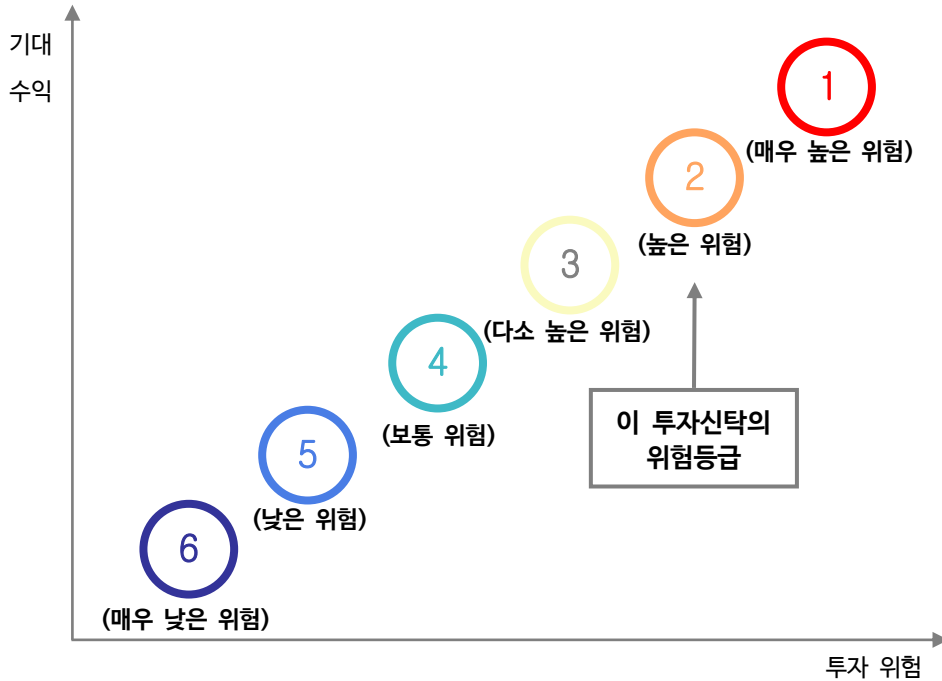 기대
수익
1
(매우 높은 위험)
2
(높은 위험)
3
(다소 높은 위험)
4
(보통 위험)
이 투자신탁의
위험등급
5
(낮은 위험)
6
(매우 낮은 위험)
투자 위험